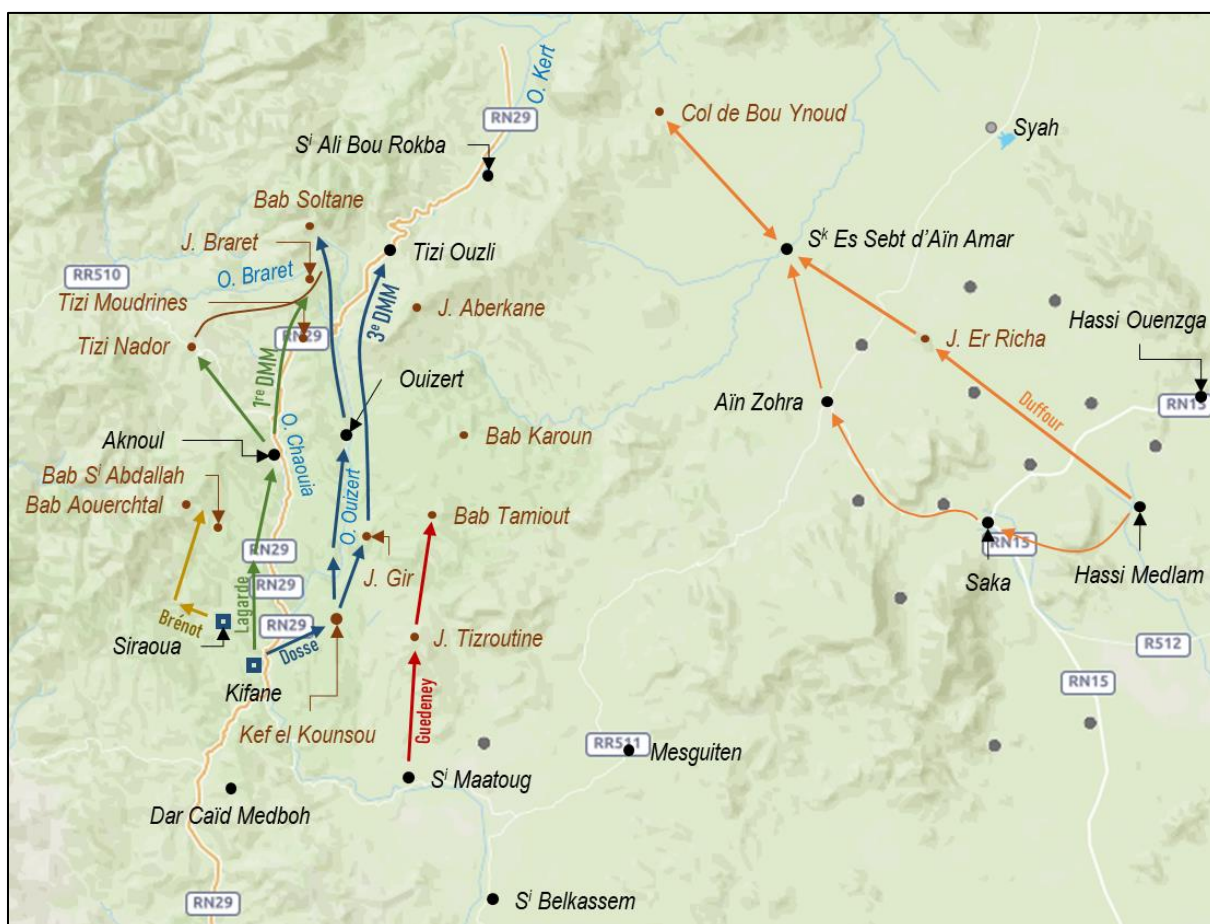 O. Kert
RN29
Col de Bou Ynoud
Syah
Sⁱ Ali Bou Rokba
Bab Soltane
J. Braret
Sᵏ Es Sebt d'Aïn Amar
Tizi Ouzli
RR510
O. Braret
Tizi Moudrines
J. Aberkane
Hassi Ouenzga
3ᵉ DMM
RN29
Tizi Nador
J. Er Richa
1ʳᵉ DMM
Ouizert
Duffour
Aïn Zohra
RN15
O. Chaouia
Aknoul
Bab Karoun
Bab Sⁱ Abdallah
Bab Aouerchtal
O. Ouizert
Bab Tamiout
RN29
RN15
J. Gir
Saka
Hassi Medlam
RN29
Lagarde
Brénot
RN29
Siraoua
Dosse
J. Tizroutine
R512
Kifane
RN15
Guedeney
Kef el Kounsou
RR511
Mesguiten
Sⁱ Maatoug
Dar Caïd Medboh
RN29
Sⁱ Belkassem